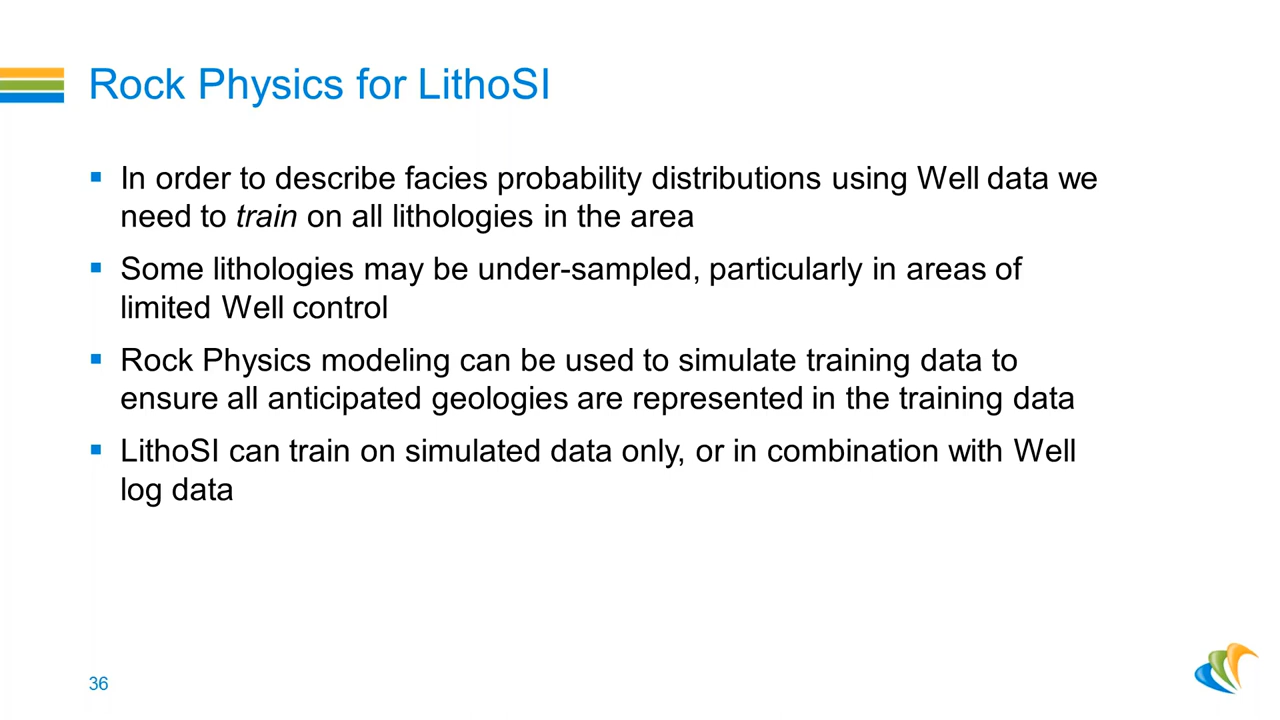 Rock Physics for LithoSI
▪ In order to describe facies probability distributions using Well data we
need to train on all lithologies in the area
▪ Some lithologies may be under-sampled, particularly in areas of
limited Well control
▪ Rock Physics modeling can be used to simulate training data to
ensure all anticipated geologies are represented in the training data
▪ LithoSI can train on simulated data only, or in combination with Well
log data
36